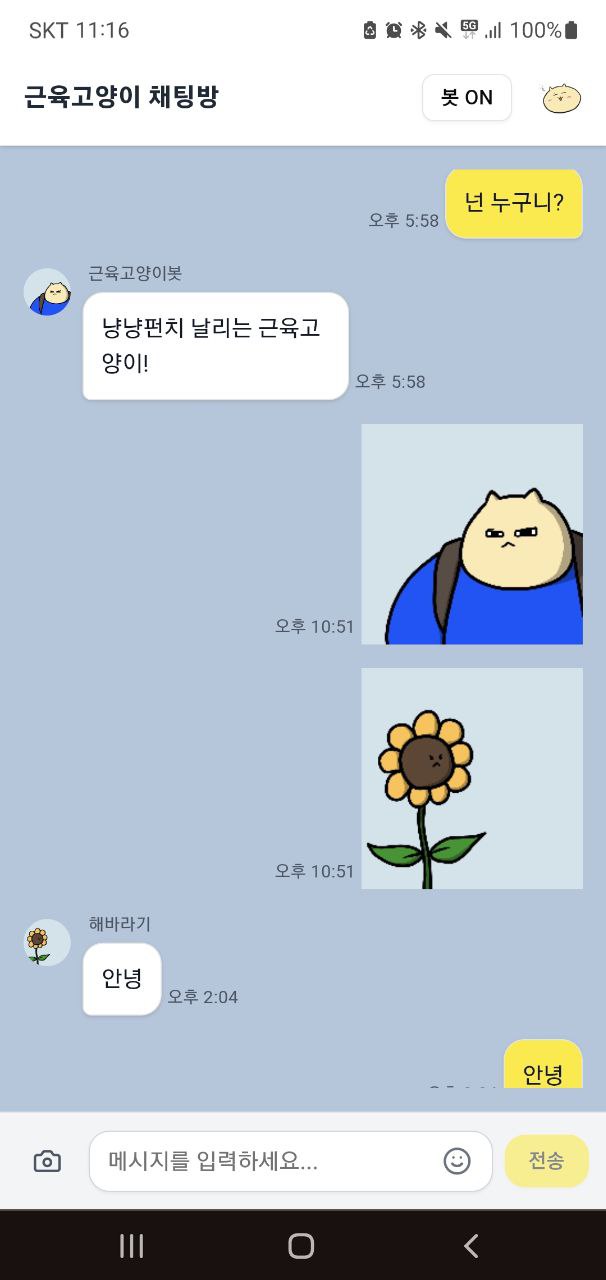 SKT 11:16
5G
100%
근육고양이 채팅방
봇 ON
넌 누구니?
오후 5:58
근육고양이봇
냥냥펀치 날리는 근육고
양이!
오후 5:58
오후 10:51
오후 10:51
해바라기
안녕
오후 2:04
안녕
메시지를 입력하세요...
전송